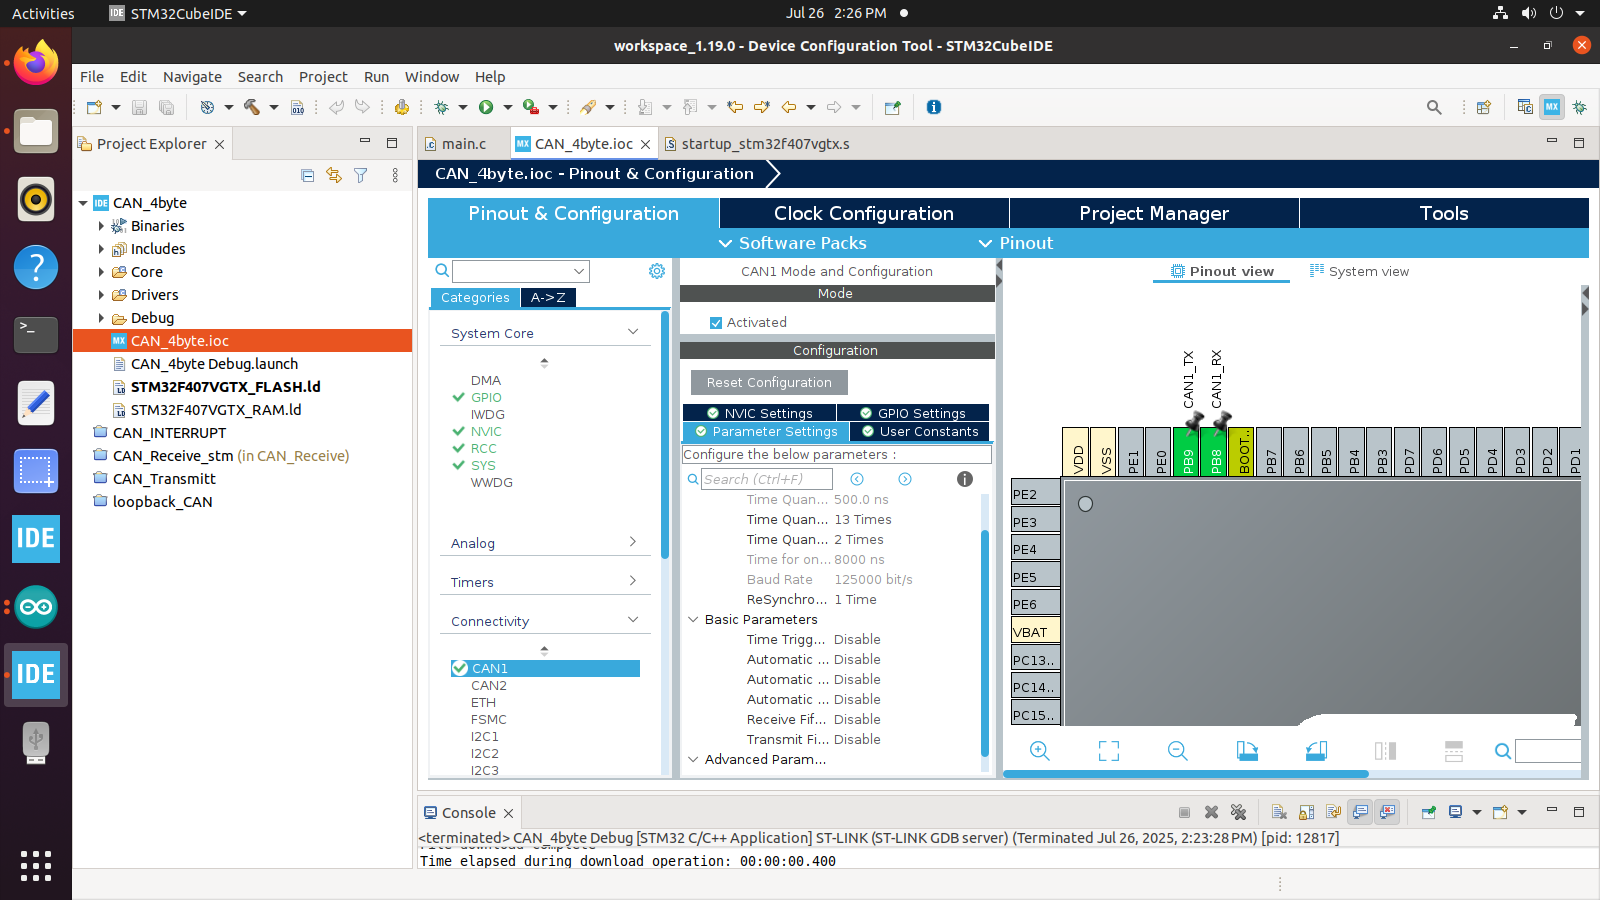 Activities
STM32CubeIDE
Jul 26 2:26 PM
workspace_1.19.0 - Device Configuration Tool - STM32CubeIDE
File Edit Navigate Search Project Run Window Help
Project Explorer
CAN_4byte
Binaries
Includes
Core
Drivers
Debug
CAN_4byte.ioc
CAN_4byte Debug.launch
STM32F407VGTX_FLASH.ld
STM32F407VGTX_RAM.ld
CAN_INTERRUPT
CAN_Receive_stm (in CAN_Receive)
CAN_Transmitt
loopback_CAN
main.c
CAN_4byte.ioc
startup_stm32f407vgtx.s
CAN_4byte.ioc - Pinout & Configuration
Pinout & Configuration
Clock Configuration
Project Manager
Tools
Software Packs
Pinout
Categories
A->Z
System Core
DMA
GPIO
IWDG
NVIC
RCC
SYS
WWDG
Analog
Timers
Connectivity
CAN1
CAN2
ETH
FSMC
I2C1
I2C2
I2C3
CAN1 Mode and Configuration
Mode
Activated
Configuration
Reset Configuration
NVIC Settings
GPIO Settings
Parameter Settings
User Constants
Configure the below parameters :
Search (Ctrl+F)
Time Quan... 500.0 ns
Time Quan... 13 Times
Time Quan... 2 Times
Time for on... 8000 ns
Baud Rate 125000 bit/s
ReSynchro... 1 Time
Basic Parameters
Time Trigg... Disable
Automatic ... Disable
Automatic ... Disable
Automatic ... Disable
Receive Fif... Disable
Transmit Fi... Disable
Advanced Param...
Pinout view
System view
CAN1_TX
CAN1_RX
VDD
VSS
PE1
PE0
PB9
PB8
BOOT..
PB7
PB6
PB5
PB4
PB3
PD7
PD6
PD5
PD4
PD3
PD2
PD1
PE2
PE3
PE4
PE5
PE6
VBAT
PC13..
PC14..
PC15..
Console
<terminated> CAN_4byte Debug [STM32 C/C++ Application] ST-LINK (ST-LINK GDB server) (Terminated Jul 26, 2025, 2:23:28 PM) [pid: 12817]
File download complete
Time elapsed during download operation: 00:00:00.400